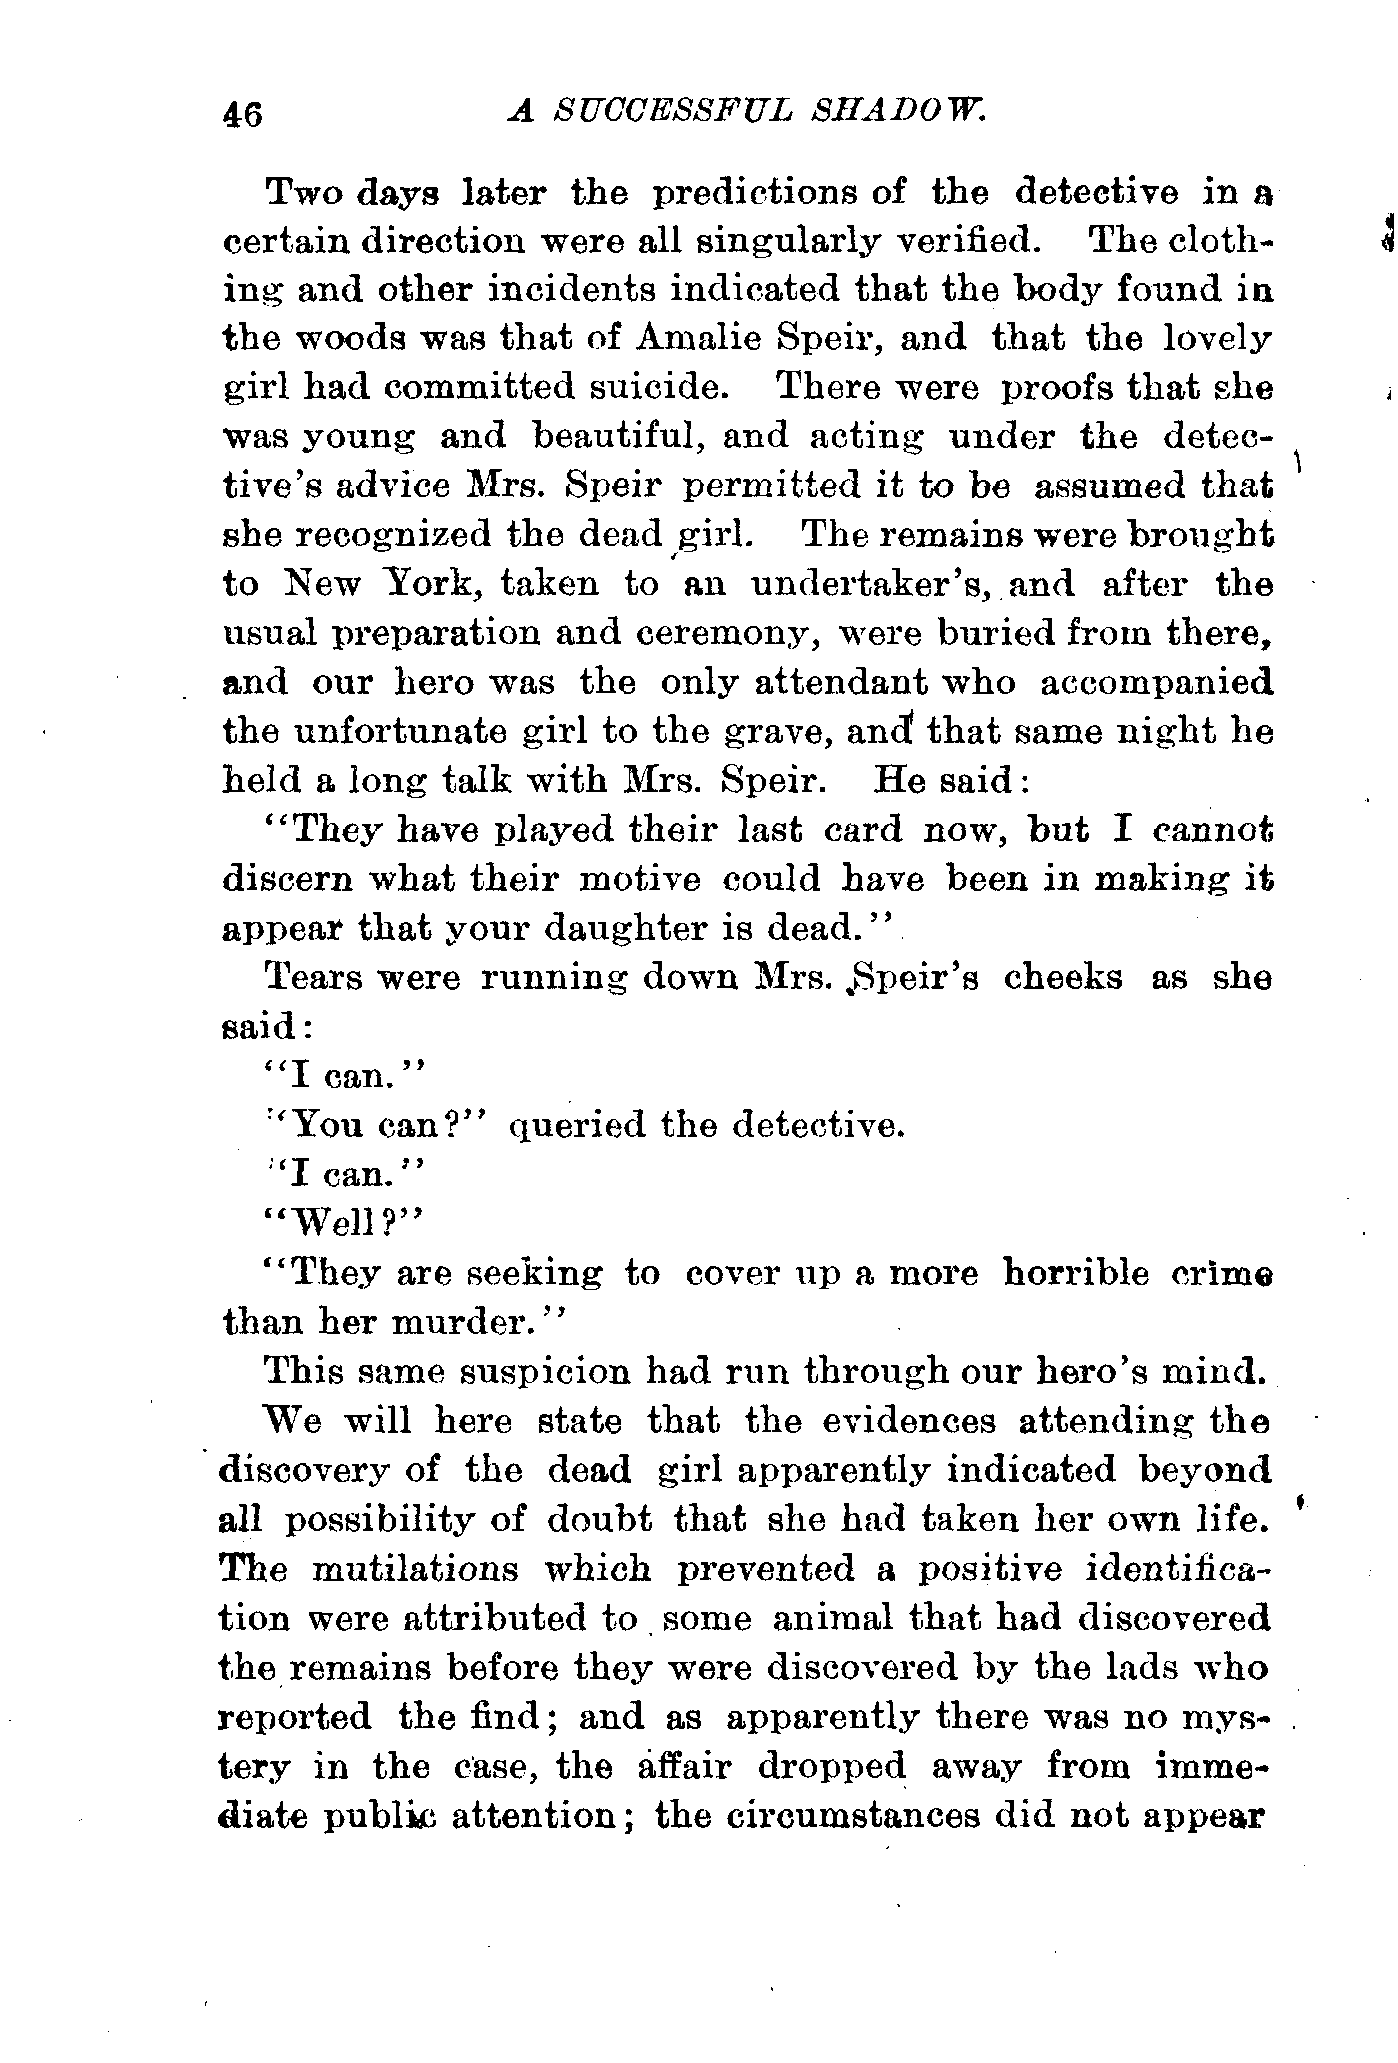 46 A SUCCESSFUL SHADOW.
Two days later the predictions of the detective in a
certain direction were all singularly verified. The cloth-
ing and other incidents indicated that the body found in
the woods was that of Amalie Speir, and that the lovely
girl had committed suicide. There were proofs that she
was young and beautiful, and acting under the detec-
tive's advice Mrs. Speir permitted it to be assumed that
she recognized the dead girl. The remains were brought
to New York, taken to an undertaker's, and after the
usual preparation and ceremony, were buried from there,
and our hero was the only attendant who accompanied
the unfortunate girl to the grave, and that same night he
held a long talk with Mrs. Speir. He said:
"They have played their last card now, but I cannot
discern what their motive could have been in making it
appear that your daughter is dead."
Tears were running down Mrs. Speir's cheeks as she
said:
"I can."
"You can?" queried the detective.
"I can."
"Well?"
"They are seeking to cover up a more horrible crime
than her murder."
This same suspicion had run through our hero's mind.
We will here state that the evidences attending the
discovery of the dead girl apparently indicated beyond
all possibility of doubt that she had taken her own life.
The mutilations which prevented a positive identifica-
tion were attributed to some animal that had discovered
the remains before they were discovered by the lads who
reported the find; and as apparently there was no mys-
tery in the case, the affair dropped away from imme-
diate public attention; the circumstances did not appear